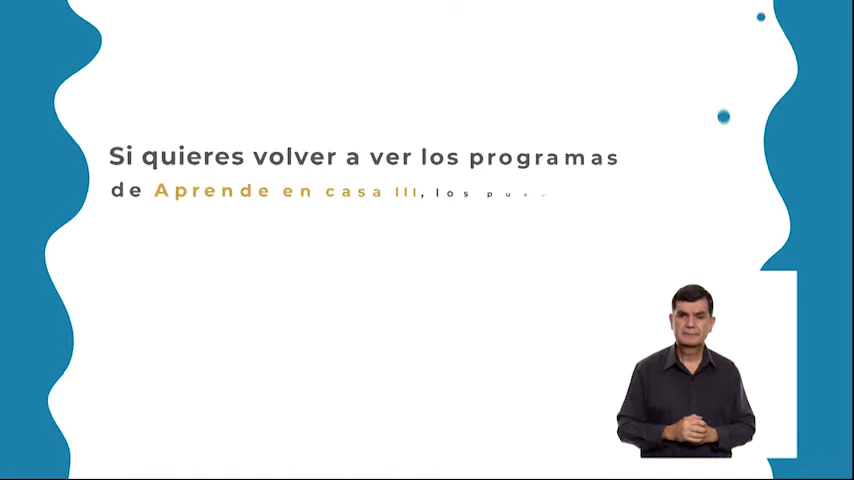 Si quieres volver a ver los programas
de Aprende en casa III, los